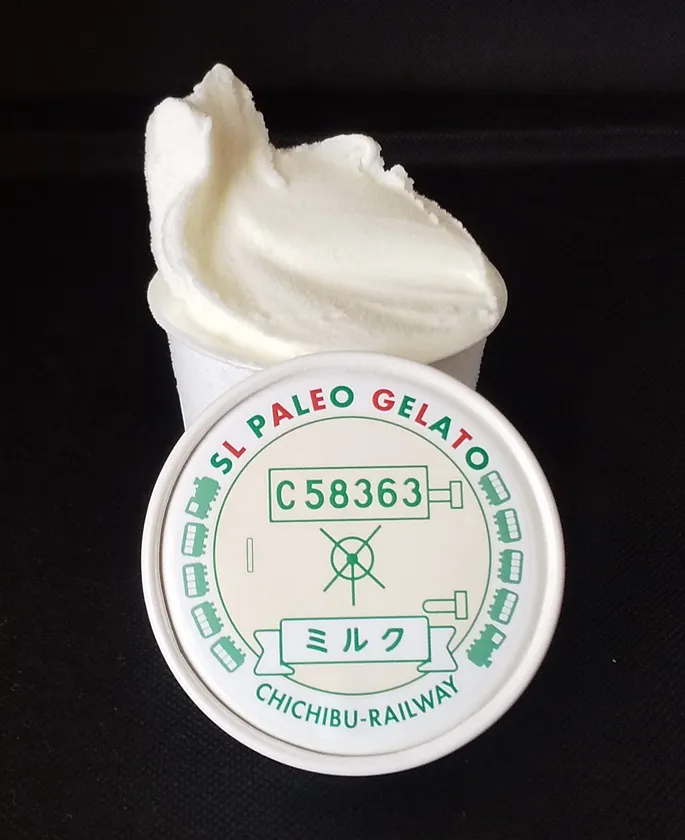 SL PALEO GELATO
C58363
ミルク
CHICHIBU-RAILWAY